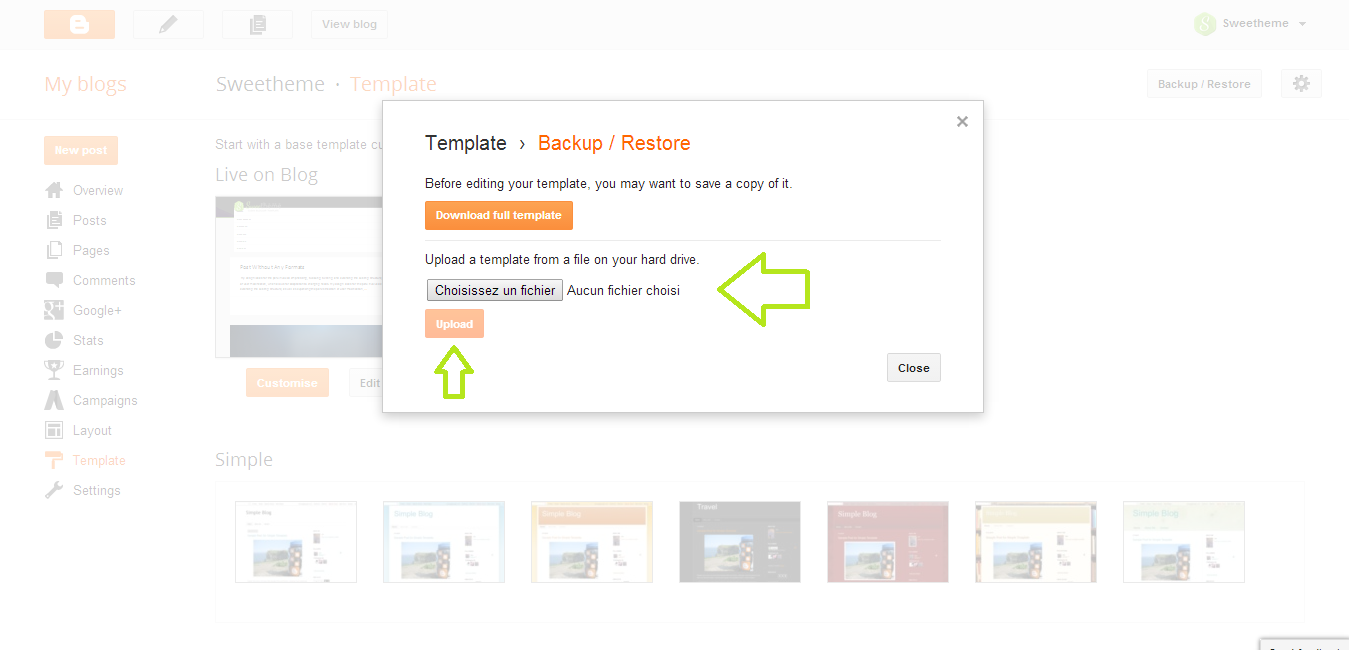 View blog
Sweetheme
My blogs
Sweetheme · Template
Backup / Restore
New post
Overview
Posts
Pages
Comments
Google+
Stats
Earnings
Campaigns
Layout
Template
Settings
Start with a base template cu
Live on Blog
Post Without Any Formats
Customise
Edit
Template › Backup / Restore
Before editing your template, you may want to save a copy of it.
Download full template
Upload a template from a file on your hard drive.
Choisissez un fichier Aucun fichier choisi
Upload
Close
Simple
Simple Blog
Simple Blog
Simple Blog
Travel
Simple Blog
Simple Blog